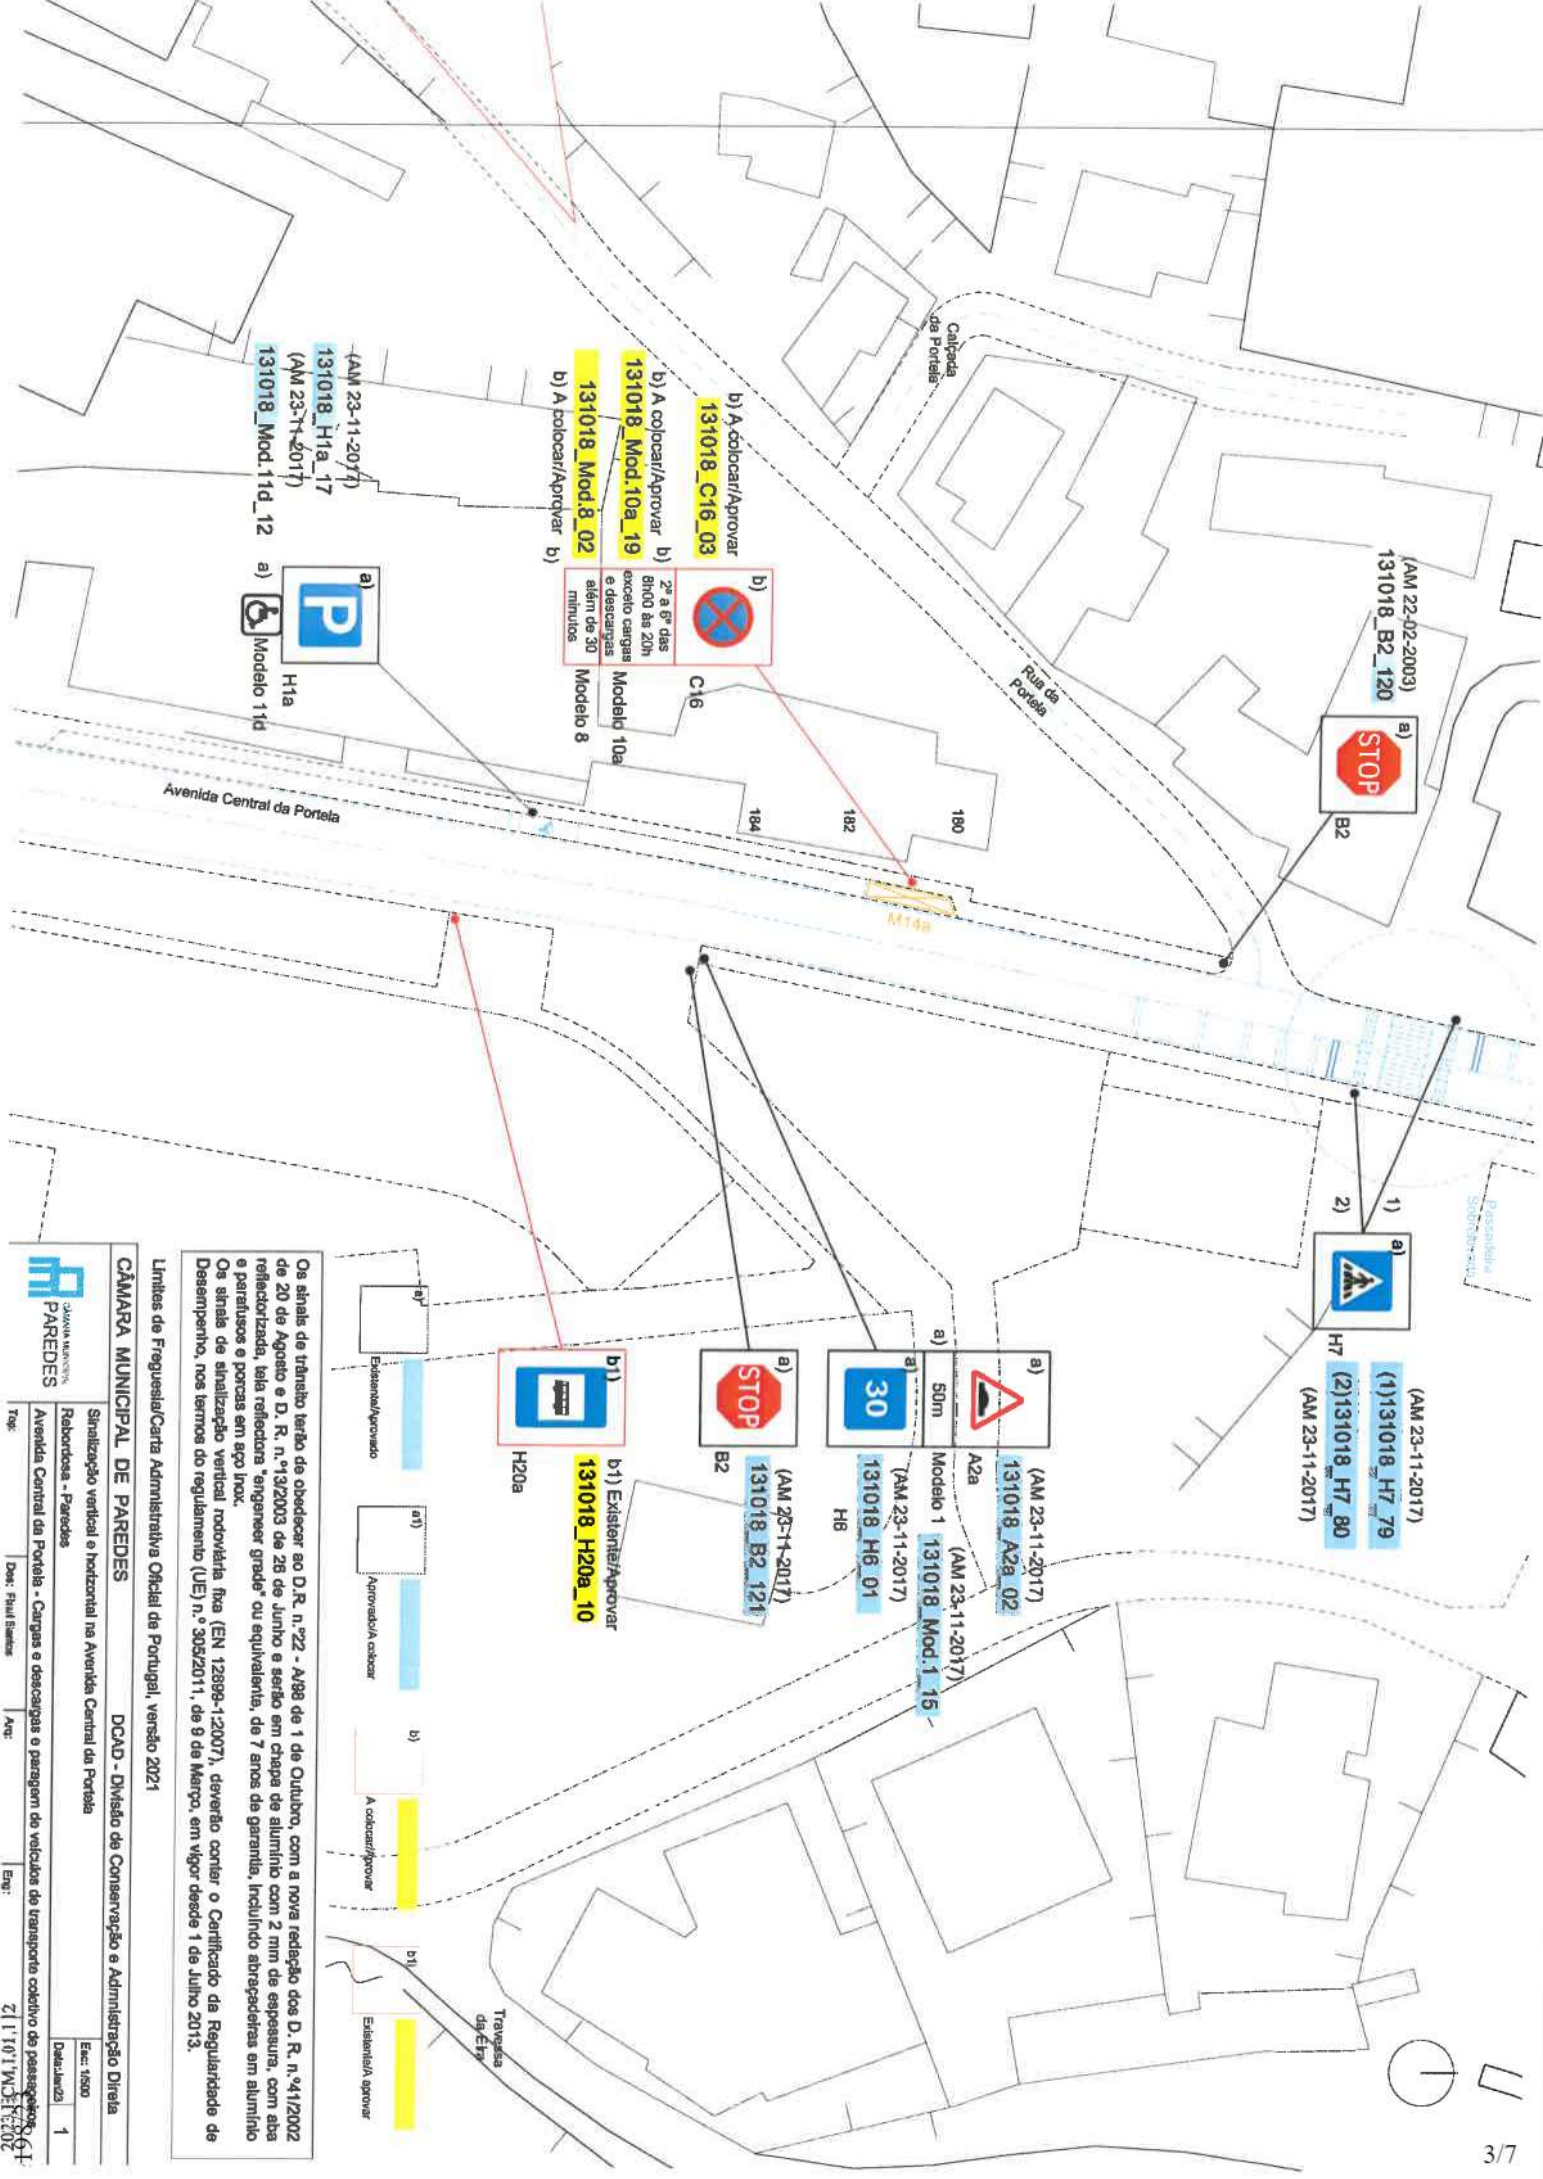 3/7
(AM 22-02-2003)
131018_B2_120
a)
STOP
B2
Calçada
da Portela
Rua da
Portela
b) A colocar/Aprovar
131018_C16_03
b) A colocar/Aprovar
131018_Mod.10a_19
131018_Mod.8_02
b) A colocar/Aprovar
b)
b)
b)
2ª a 6ª das
8h00 às 20h
exceto cargas
e descargas
além de 30
minutos
C16
Modelo 10a
Modelo 8
(AM 23-11-2017)
131018_H1a_17
(AM 23-11-2017)
131018_Mod.11d_12
a)
P
H1a
a)
Modelo 11d
180
182
184
M14a
Avenida Central da Portela
Passadeira
Sobrelevada
1)
2)
a)
H7
(AM 23-11-2017)
(1)131018_H7_79
(2)131018_H7_80
(AM 23-11-2017)
a)
A2a
(AM 23-11-2017)
131018_A2a_02
a)
50m
Modelo 1
(AM 23-11-2017)
131018_Mod.1_15
a)
30
(AM 23-11-2017)
131018_H6_01
H6
a)
STOP
B2
(AM 23-11-2017)
131018_B2_121
b1)
H20a
b1) Existente/Aprovar
131018_H20a_10
Travessa
da Eira
a)
Existente/Aprovado
a1)
Aprovado/A colocar
b)
A colocar/Aprovar
b1)
Existente/A aprovar
Os sinais de trânsito terão de obedecer ao D.R. n.º22 - A/98 de 1 de Outubro, com a nova redação dos D. R. n.º41/2002
de 20 de Agosto e D. R. n.º13/2003 de 26 de Junho e serão em chapa de alumínio com 2 mm de espessura, com aba
reflectorizada, tela reflectora "engeneer grade" ou equivalente, de 7 anos de garantia, incluíndo abraçadeiras em alumínio
e parafusos e porcas em aço inox.
Os sinais de sinalização vertical rodoviária fixa (EN 12899-1:2007), deverão conter o Certificado da Regularidade de
Desempenho, nos termos do regulamento (UE) n.º 305/2011, de 9 de Março, em vigor desde 1 de Julho 2013.
Limites de Freguesia/Carta Admnistrativa Oficial de Portugal, versão 2021
CÂMARA MUNICIPAL DE PAREDES
DCAD - Divisão de Conservação e Admnistração Direta
CÂMARA MUNICIPAL
PAREDES
Sinalização vertical e horizontal na Avenida Central da Portela
Esc: 1/500
Rebordosa - Paredes
Data:Jan/23
1
Avenida Central da Portela - Cargas e descargas e paragem de veículos de transporte coletivo de passageiros
Top:
Des:
Arq:
Eng: